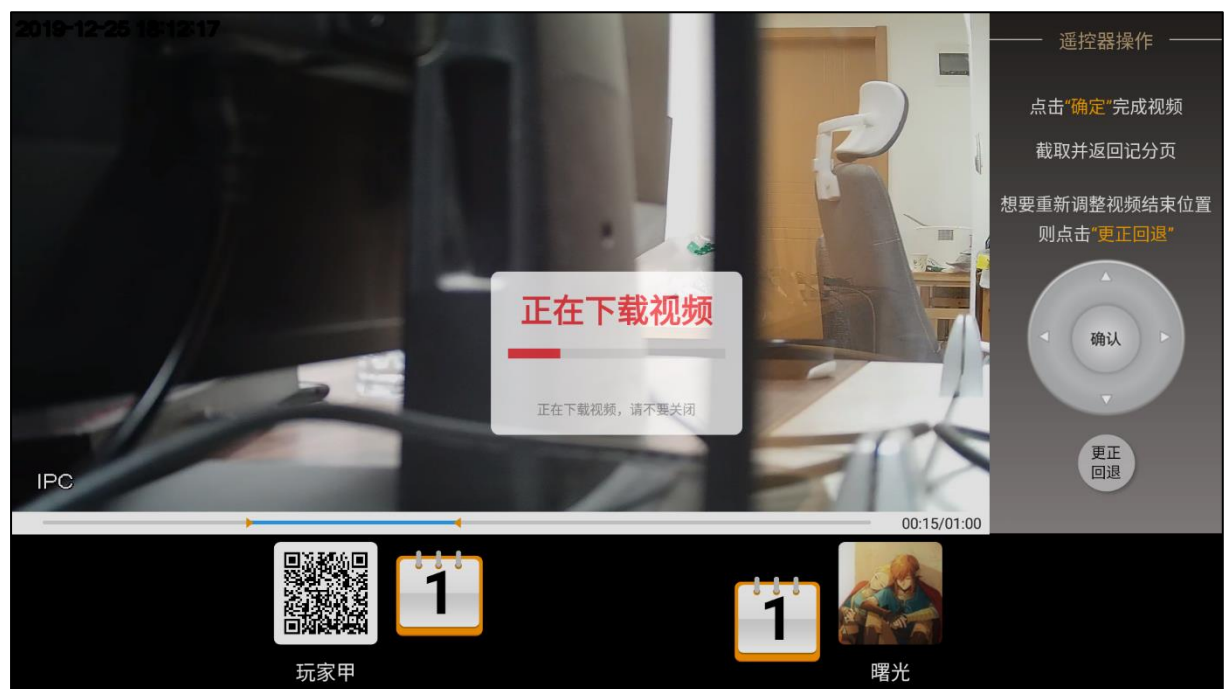 2019-12-25 18:12:17
遥控器操作
点击“确定”完成视频
截取并返回记分页
想要重新调整视频结束位置
则点击“更正回退”
正在下载视频
正在下载视频，请不要关闭
确认
更正
回退
IPC
00:15/01:00
1
1
玩家甲
曙光